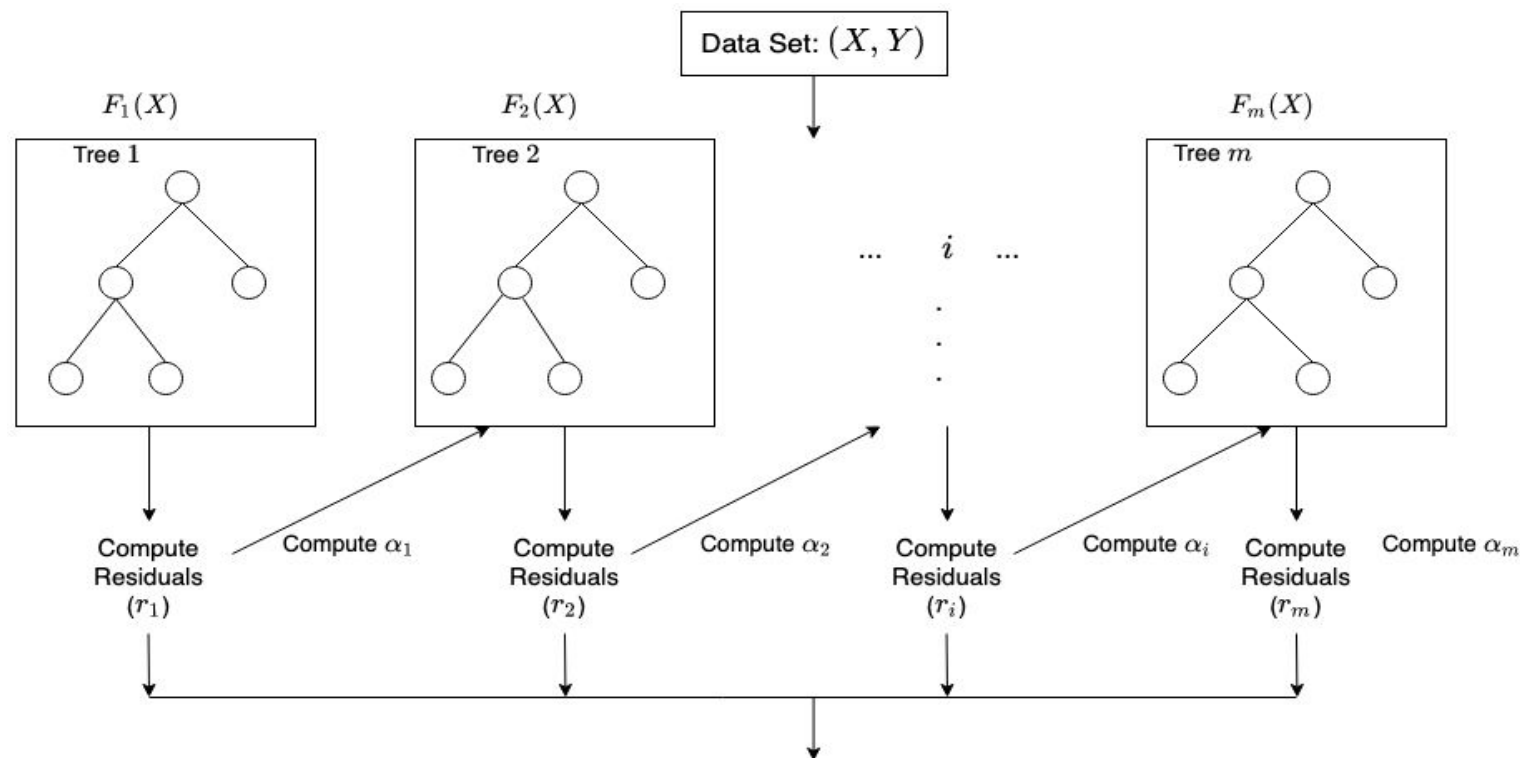 Data Set: (X, Y)
F₁(X)
F₂(X)
Fₘ(X)
Tree 1
Tree 2
Tree m
... i ...
.
.
.
Compute
Residuals
(r₁)
Compute α₁
Compute
Residuals
(r₂)
Compute α₂
Compute
Residuals
(rᵢ)
Compute αᵢ
Compute
Residuals
(rₘ)
Compute αₘ